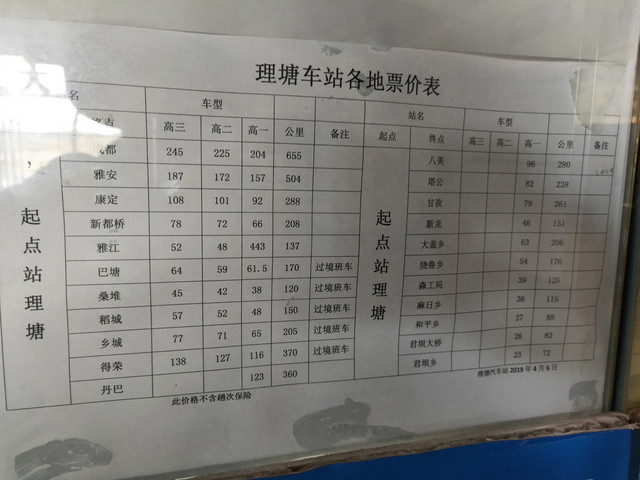 理塘车站各地票价表
名 车型 站名 车型
终点 高三 高二 高一 公里 备注 起点 终点 高三 高二 高一 公里 备注
起点站理塘
成都 245 225 204 655
雅安 187 172 157 504
康定 108 101 92 288
新都桥 78 72 66 208
雅江 52 48 443 137
巴塘 64 59 61.5 170 过境班车
桑堆 45 42 38 120 过境班车
稻城 57 52 48 150 过境班车
乡城 77 71 65 205 过境班车
得荣 138 127 116 370 过境班车
丹巴 123 360
起点站理塘
八美 96 280
塔公 82 238
甘孜 79 261
新龙 46 151
大盖乡 63 206
绕鲁乡 54 176
森工局 39 126
麻日乡 36 115
和平乡 27 88
君坝大桥 26 82
君坝乡 23 72
此价格不含趟次保险
理塘汽车站 2019 年 4 月 6 日